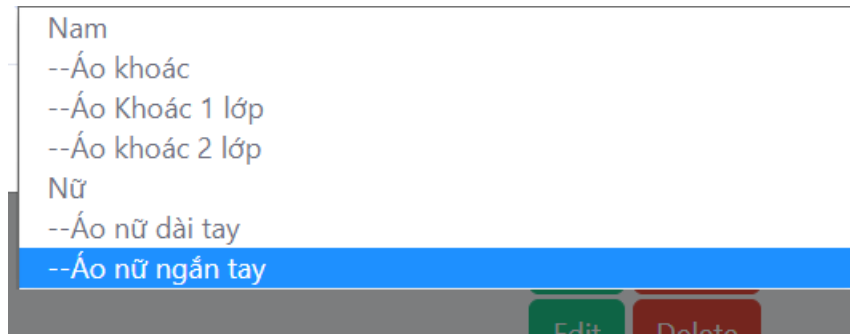 Nam
--Áo khoác
--Áo Khoác 1 lớp
--Áo khoác 2 lớp
Nữ
--Áo nữ dài tay
--Áo nữ ngắn tay
Edit Delete